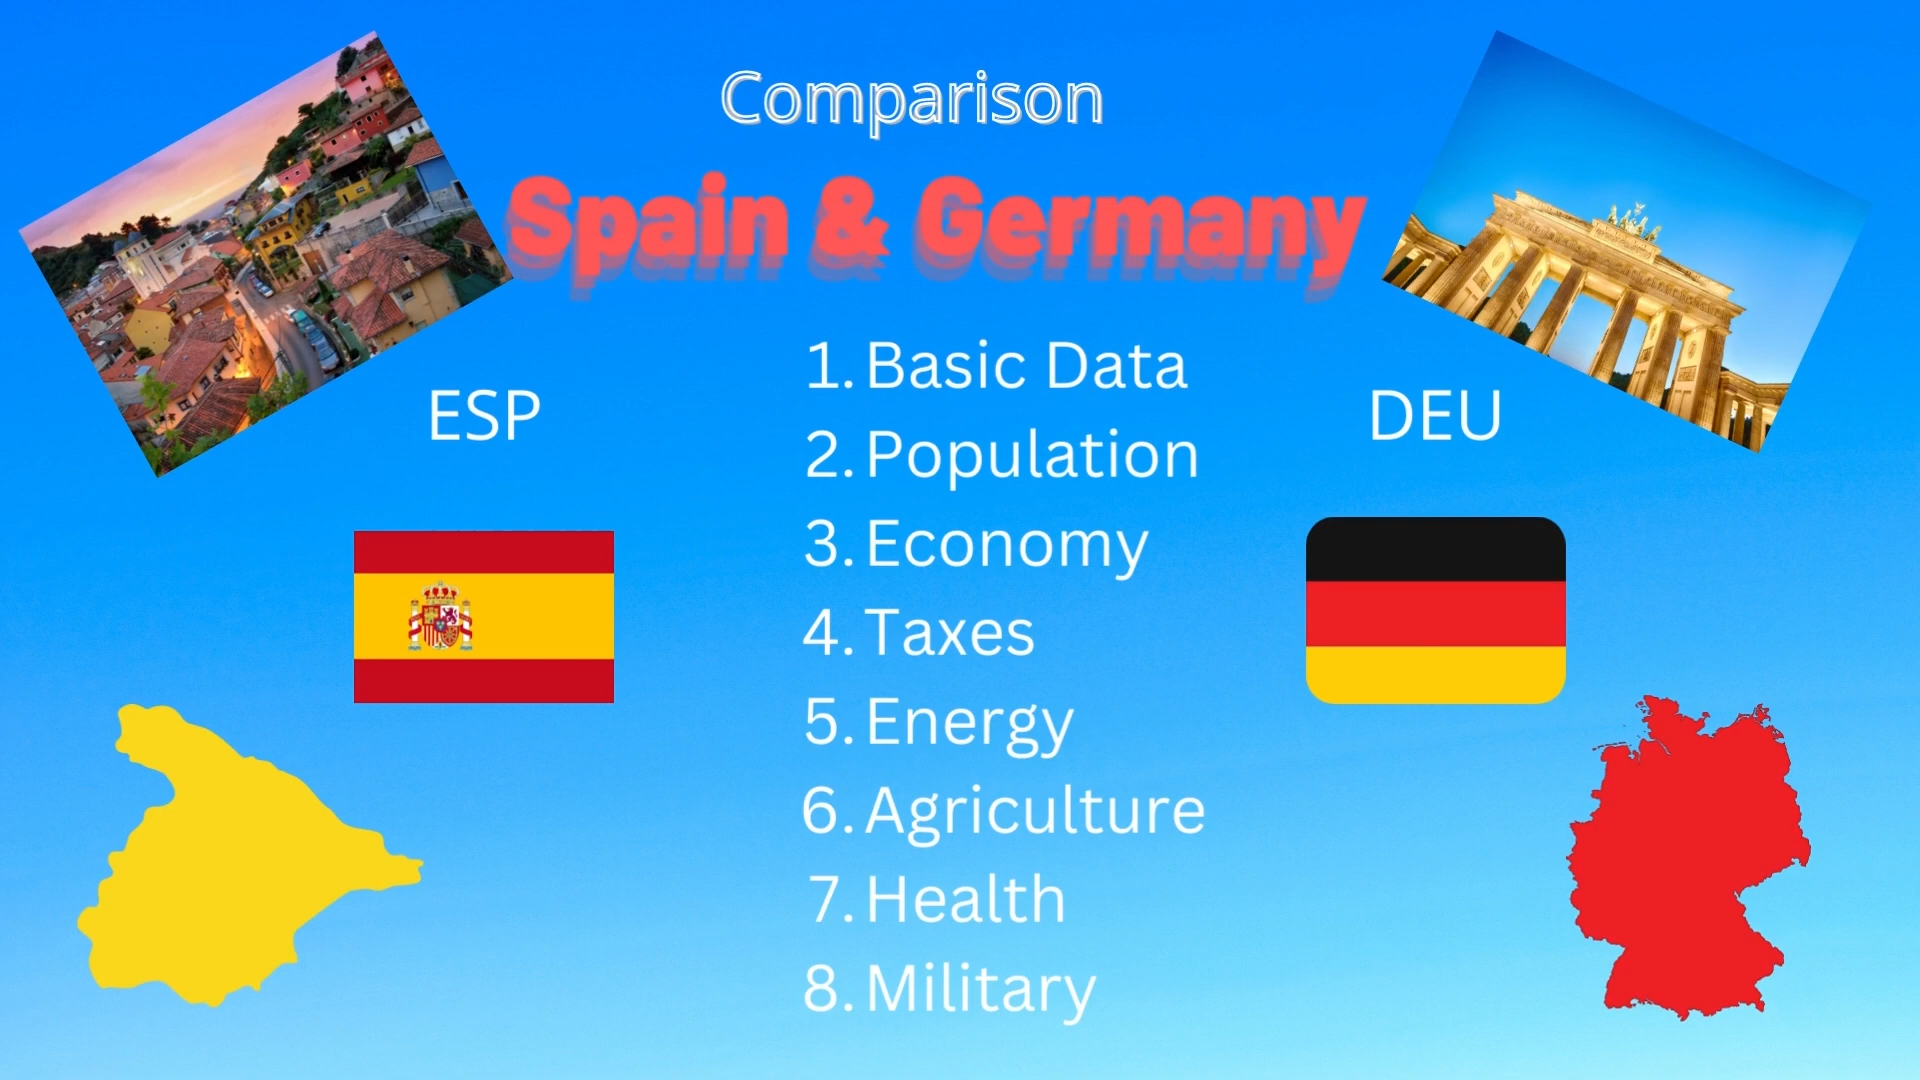 Comparison
Spain & Germany
ESP
DEU
1. Basic Data
2. Population
3. Economy
4. Taxes
5. Energy
6. Agriculture
7. Health
8. Military